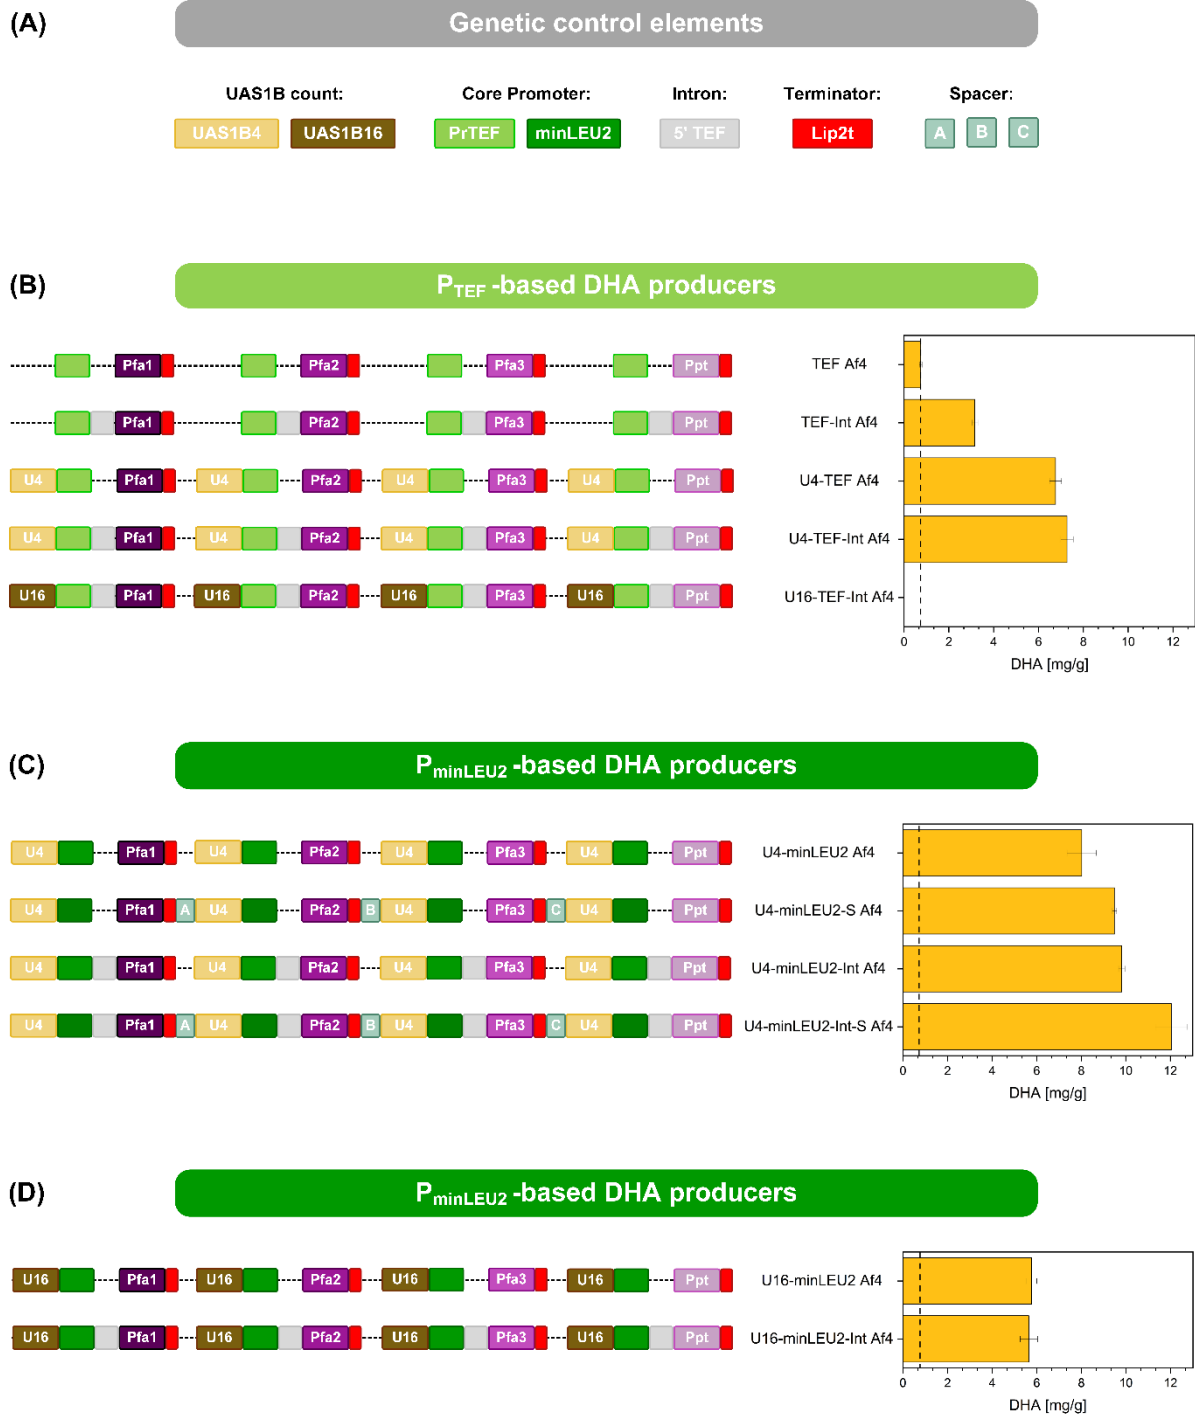 (A) Genetic control elements
UAS1B count: Core Promoter: Intron: Terminator: Spacer:
UAS1B4 UAS1B16 PrTEF minLEU2 5' TEF Lip2t A B C
(B) PTEF -based DHA producers
Pfa1 Pfa2 Pfa3 Ppt TEF Af4
Pfa1 Pfa2 Pfa3 Ppt TEF-Int Af4
U4 Pfa1 U4 Pfa2 U4 Pfa3 U4 Ppt U4-TEF Af4
U4 Pfa1 U4 Pfa2 U4 Pfa3 U4 Ppt U4-TEF-Int Af4
U16 Pfa1 U16 Pfa2 U16 Pfa3 U16 Ppt U16-TEF-Int Af4
0 2 4 6 8 10 12
DHA [mg/g]
(C) PminLEU2 -based DHA producers
U4 Pfa1 U4 Pfa2 U4 Pfa3 U4 Ppt U4-minLEU2 Af4
U4 Pfa1 A U4 Pfa2 B U4 Pfa3 C U4 Ppt U4-minLEU2-S Af4
U4 Pfa1 U4 Pfa2 U4 Pfa3 U4 Ppt U4-minLEU2-Int Af4
U4 Pfa1 A U4 Pfa2 B U4 Pfa3 C U4 Ppt U4-minLEU2-Int-S Af4
0 2 4 6 8 10 12
DHA [mg/g]
(D) PminLEU2 -based DHA producers
U16 Pfa1 U16 Pfa2 U16 Pfa3 U16 Ppt U16-minLEU2 Af4
U16 Pfa1 U16 Pfa2 U16 Pfa3 U16 Ppt U16-minLEU2-Int Af4
0 2 4 6 8 10 12
DHA [mg/g]